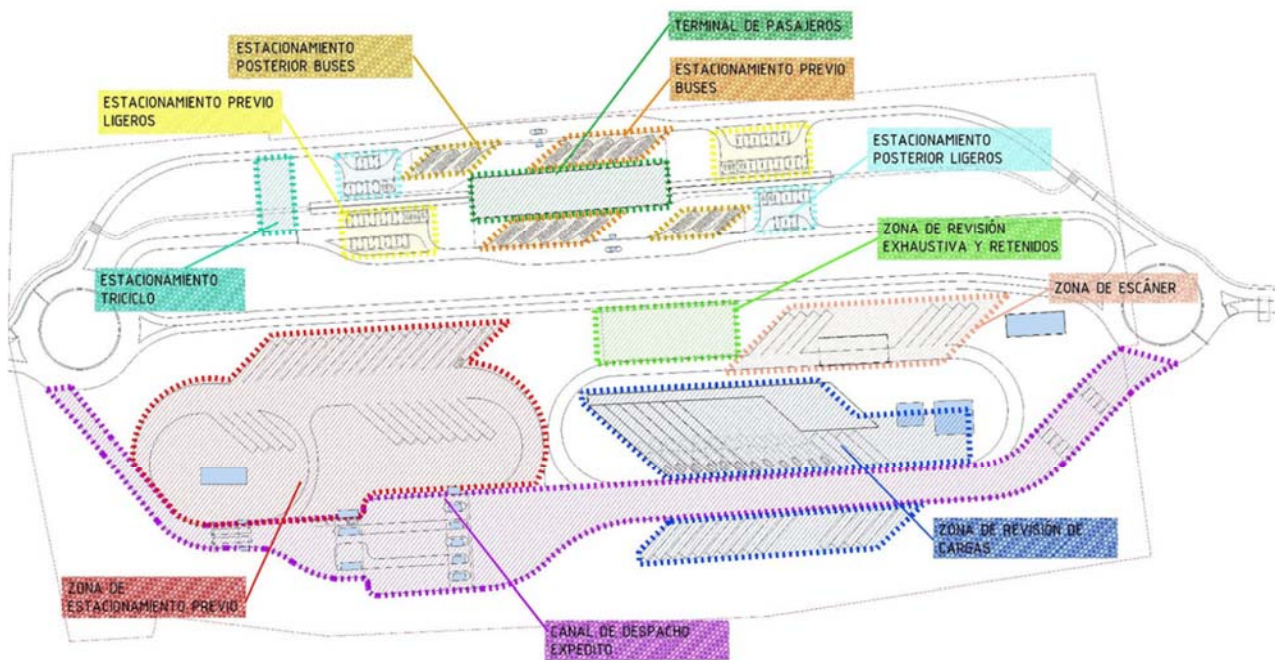 TERMINAL DE PASAJEROS
ESTACIONAMIENTO
POSTERIOR BUSES
ESTACIONAMIENTO PREVIO
BUSES
ESTACIONAMIENTO PREVIO
LIGEROS
ESTACIONAMIENTO
POSTERIOR LIGEROS
ZONA DE REVISIÓN
EXHAUSTIVA Y RETENIDOS
ESTACIONAMIENTO
TRICICLO
ZONA DE ESCÁNER
ZONA DE REVISIÓN DE
CARGAS
ZONA DE
ESTACIONAMIENTO PREVIO
CANAL DE DESPACHO
EXPEDITO